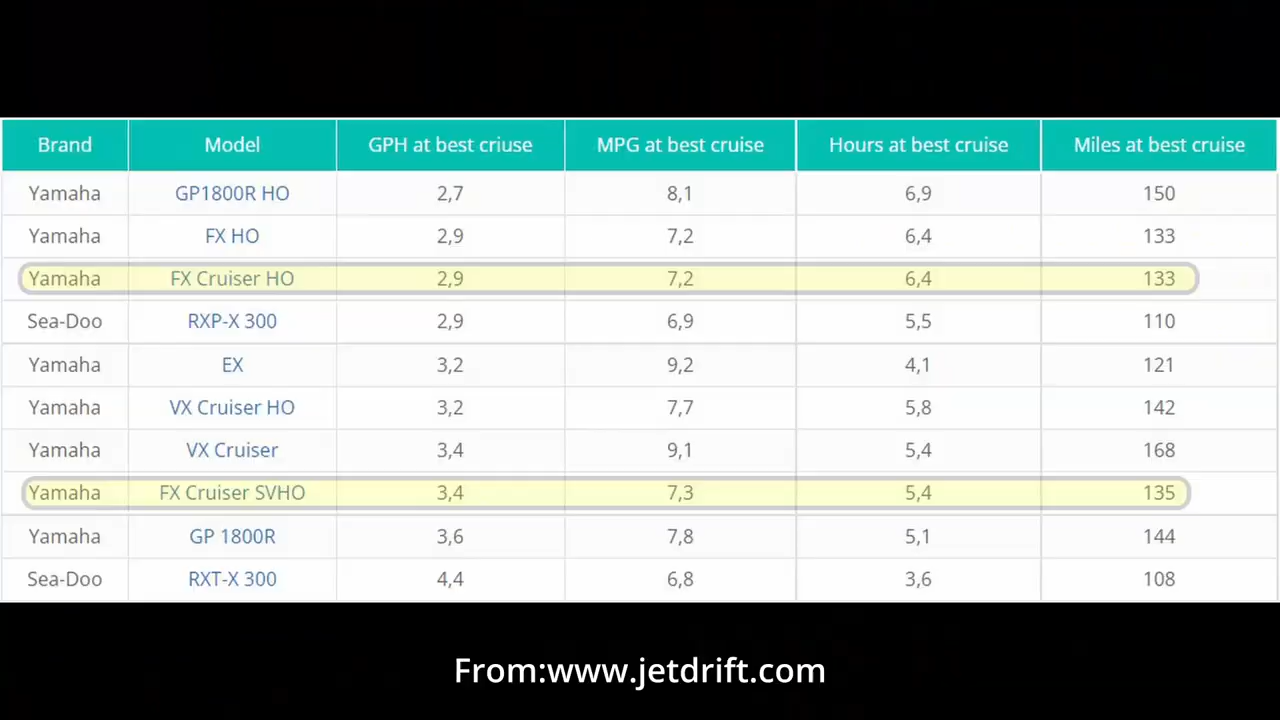 Brand Model GPH at best criuse MPG at best cruise Hours at best cruise Miles at best cruise
Yamaha GP1800R HO 2,7 8,1 6,9 150
Yamaha FX HO 2,9 7,2 6,4 133
Yamaha FX Cruiser HO 2,9 7,2 6,4 133
Sea-Doo RXP-X 300 2,9 6,9 5,5 110
Yamaha EX 3,2 9,2 4,1 121
Yamaha VX Cruiser HO 3,2 7,7 5,8 142
Yamaha VX Cruiser 3,4 9,1 5,4 168
Yamaha FX Cruiser SVHO 3,4 7,3 5,4 135
Yamaha GP 1800R 3,6 7,8 5,1 144
Sea-Doo RXT-X 300 4,4 6,8 3,6 108
From:www.jetdrift.com